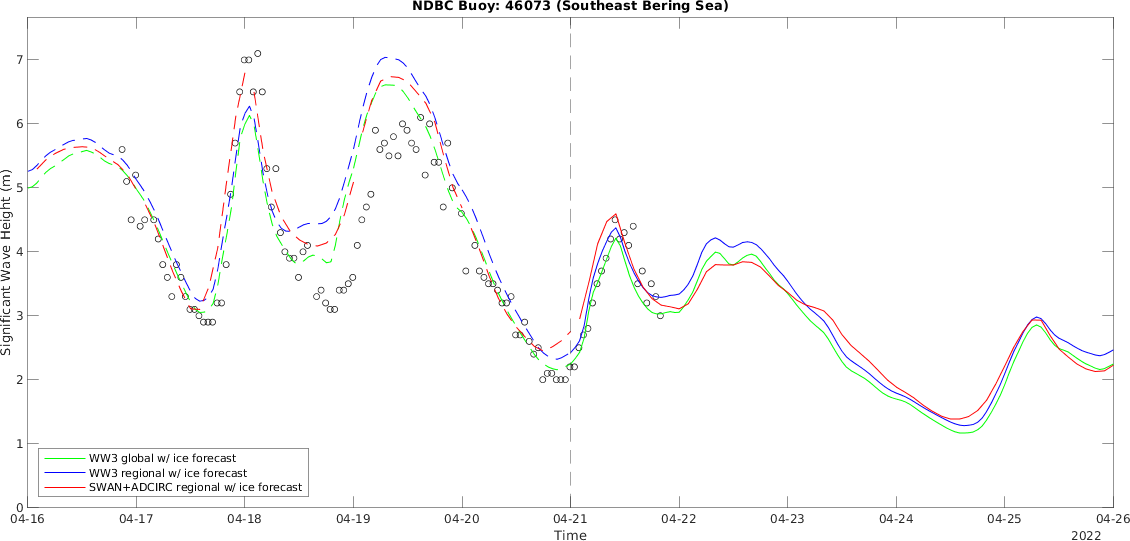 NDBC Buoy: 46073 (Southeast Bering Sea)
Significant Wave Height (m)
7
6
5
4
3
2
1
0
WW3 global w/ ice forecast
WW3 regional w/ ice forecast
SWAN+ADCIRC regional w/ ice forecast
04-16 04-17 04-18 04-19 04-20 04-21 04-22 04-23 04-24 04-25 04-26
Time
2022